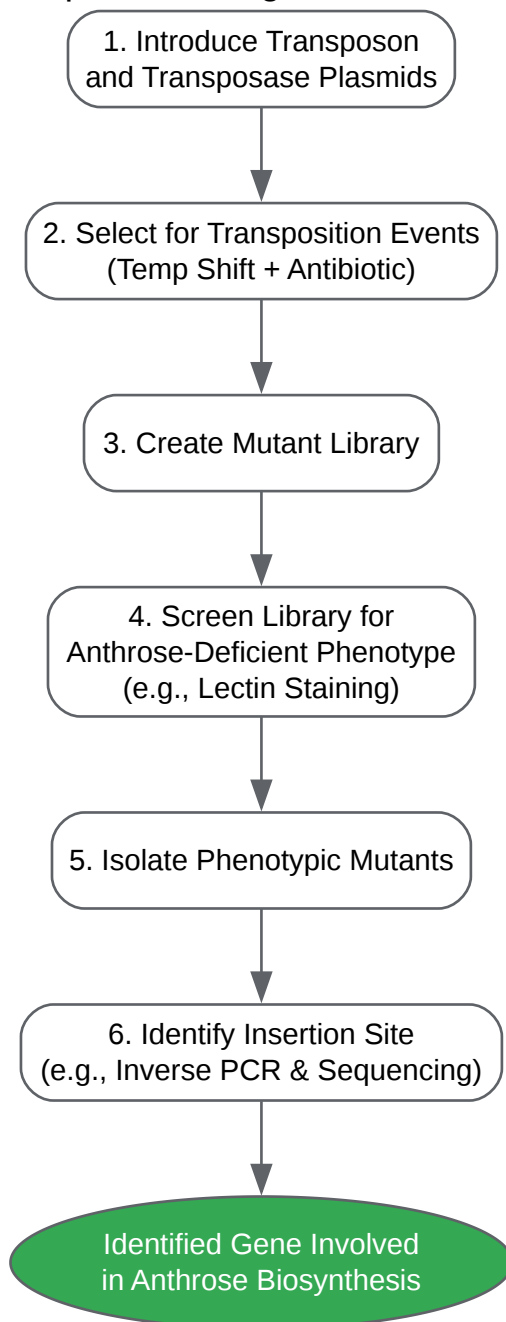 1. Introduce Transposon
and Transposase Plasmids
2. Select for Transposition Events
(Temp Shift + Antibiotic)
3. Create Mutant Library
4. Screen Library for
Anthrose-Deficient Phenotype
(e.g., Lectin Staining)
5. Isolate Phenotypic Mutants
6. Identify Insertion Site
(e.g., Inverse PCR & Sequencing)
Identified Gene Involved
in Anthrose Biosynthesis